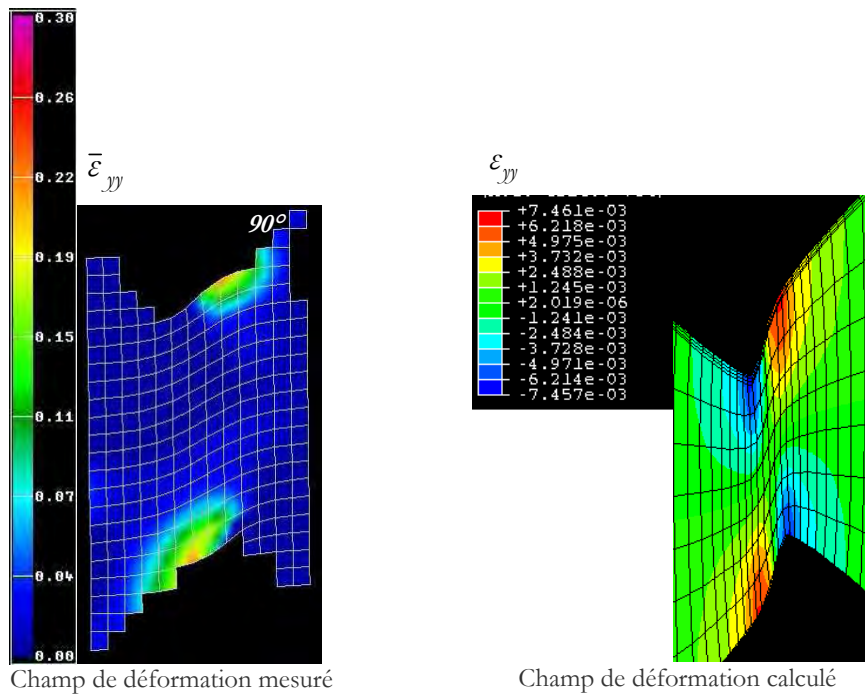 0.30
0.26
0.22
0.19
0.15
0.11
0.07
0.04
0.00
ε̅yy
90°
Champ de déformation mesuré
εyy
+7.461e-03
+6.218e-03
+4.975e-03
+3.732e-03
+2.488e-03
+1.245e-03
+2.019e-06
-1.241e-03
-2.484e-03
-3.728e-03
-4.971e-03
-6.214e-03
-7.457e-03
Champ de déformation calculé